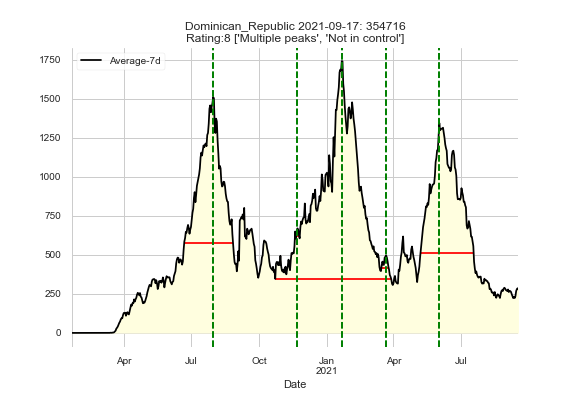 Dominican_Republic 2021-09-17: 354716
Rating:8 ['Multiple peaks', 'Not in control']
Average-7d
1750
1500
1250
1000
750
500
250
0
Apr Jul Oct Jan Apr Jul
2021
Date